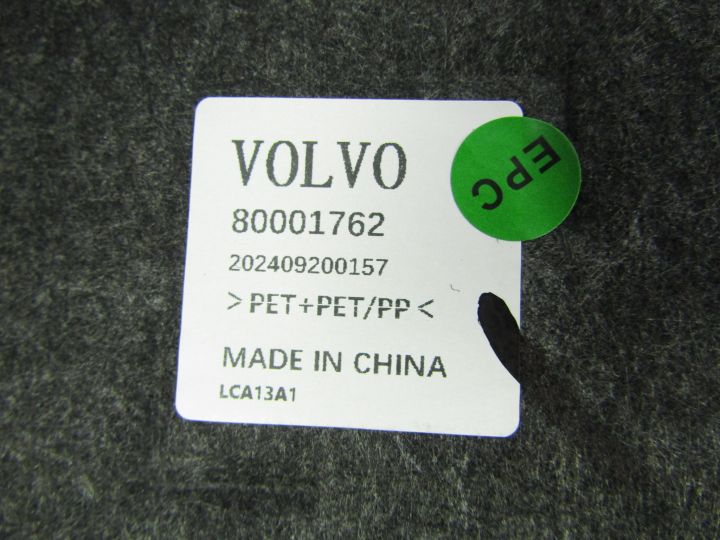 VOLVO
80001762
202409200157
>PET+PET/PP<
MADE IN CHINA
LCA13A1
EPC